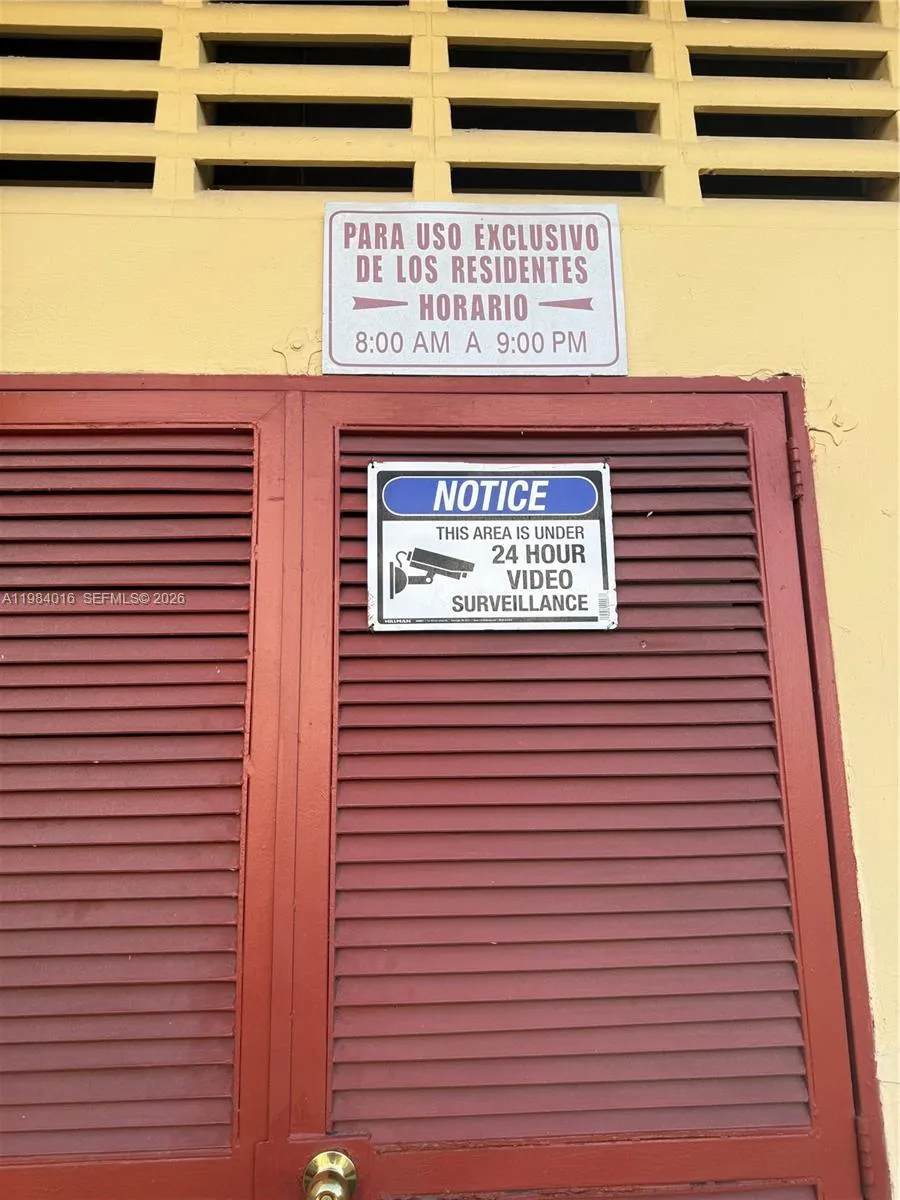 PARA USO EXCLUSIVO
DE LOS RESIDENTES
HORARIO
8:00 AM A 9:00 PM
NOTICE
THIS AREA IS UNDER
24 HOUR
VIDEO
SURVEILLANCE
HILLMAN
A11984016 SEFMLS© 2026